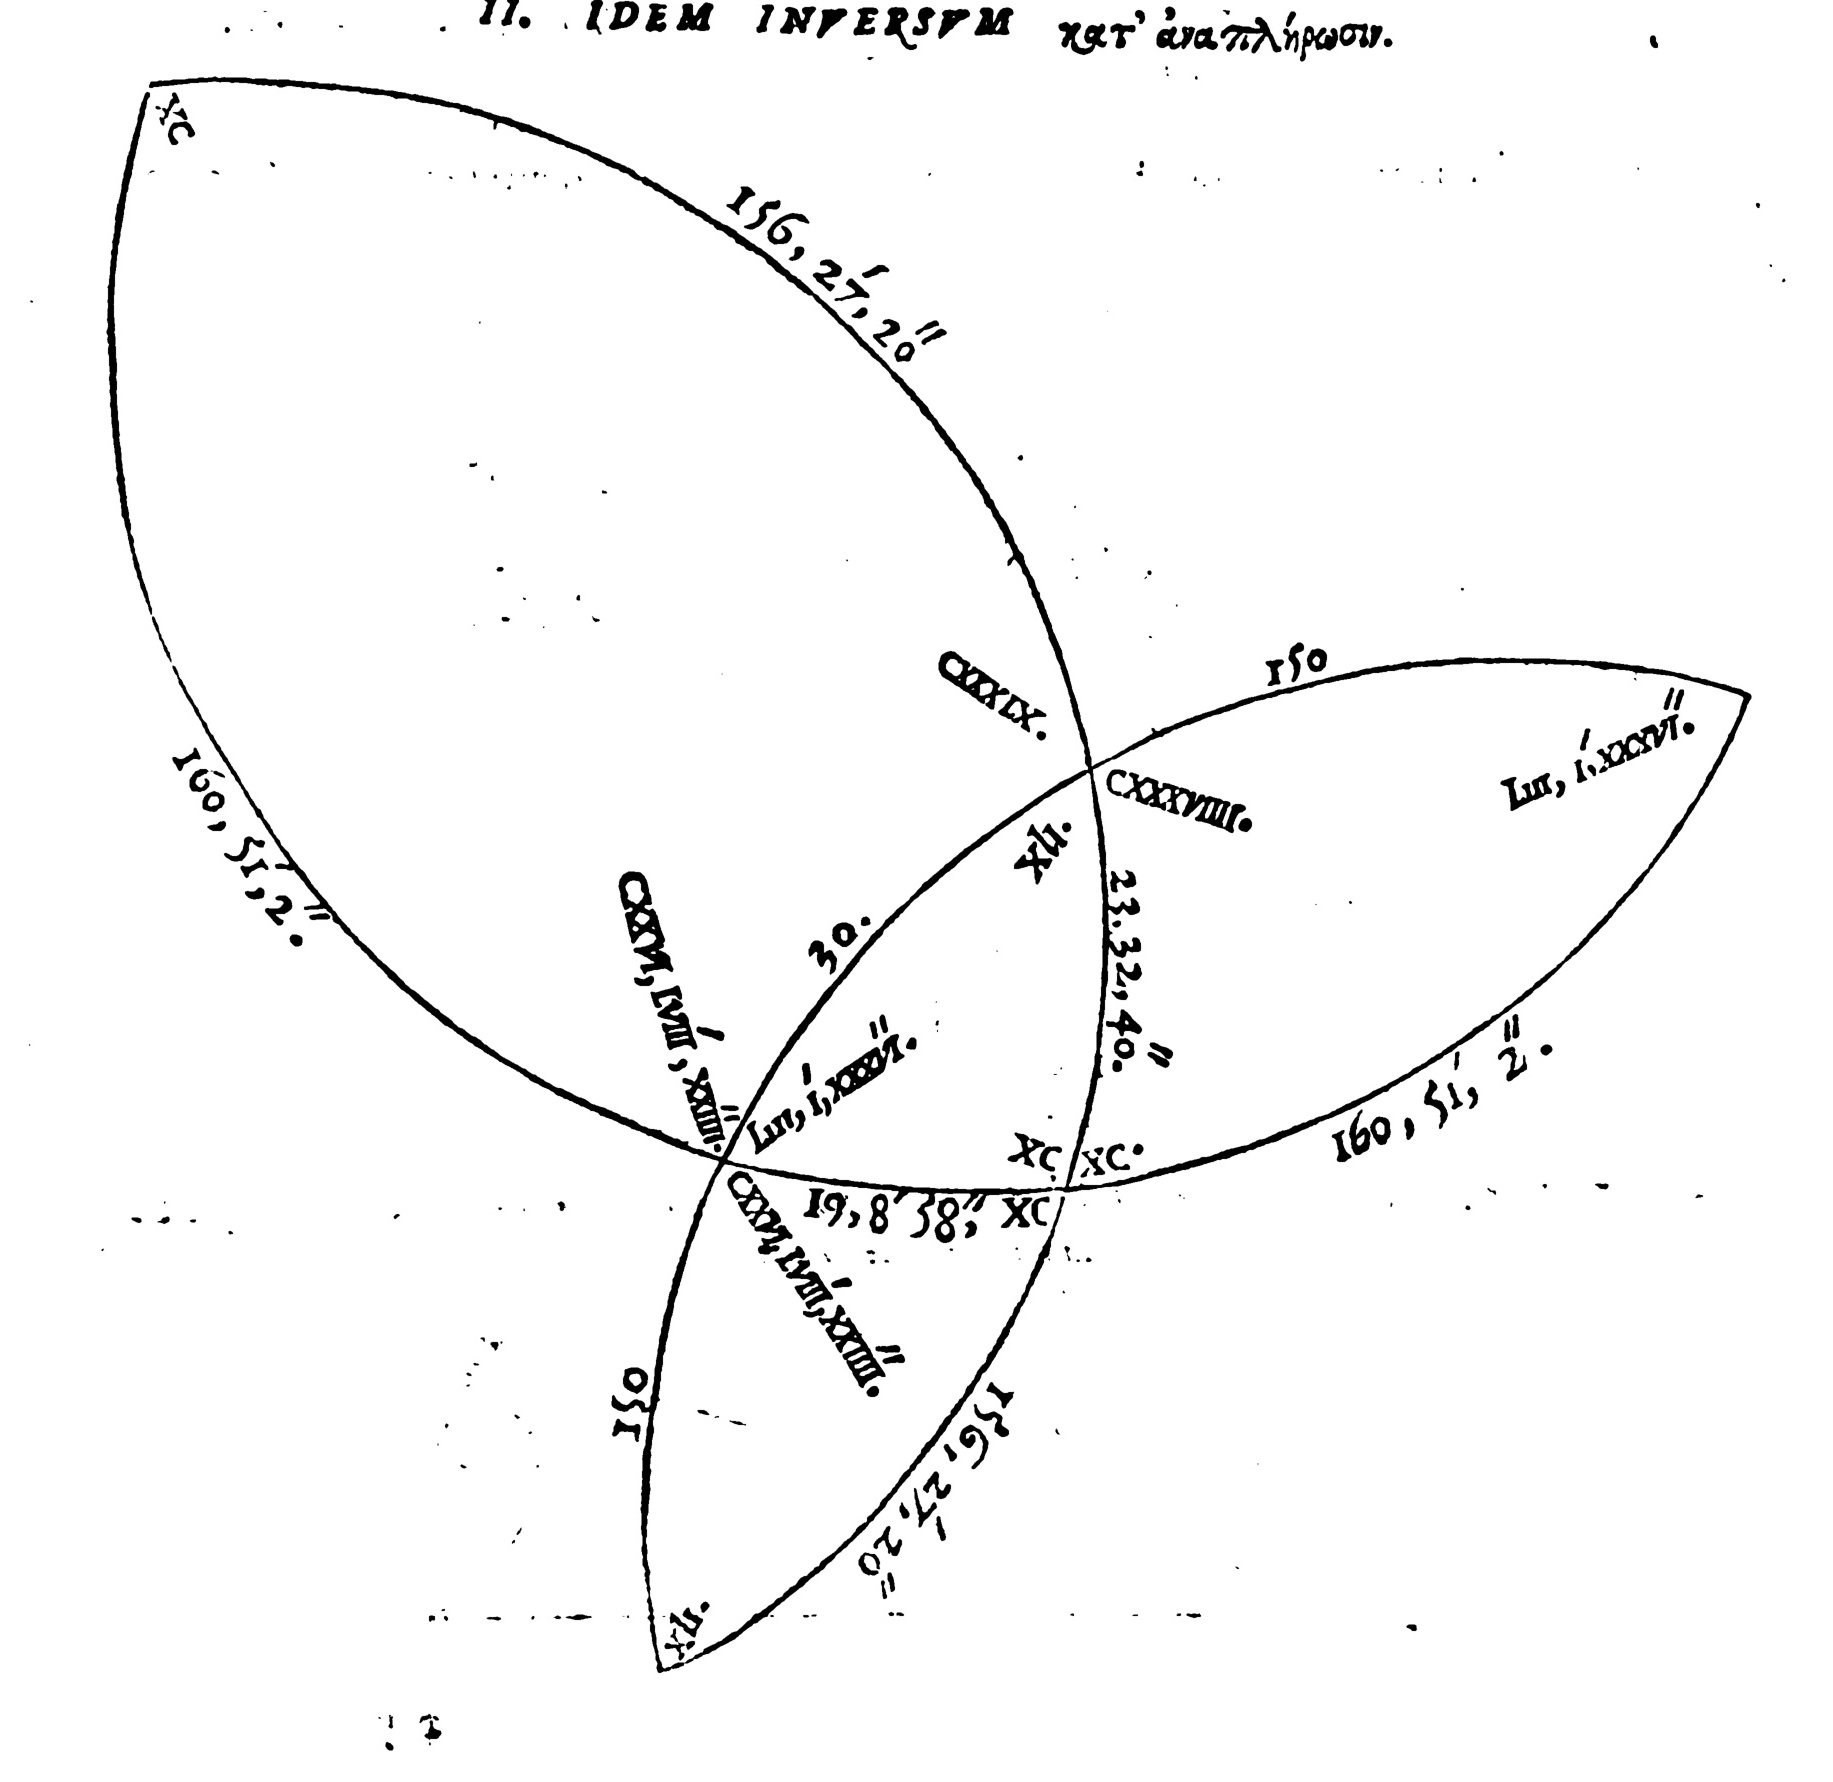 II. IDEM INVERSVM κατ' ἀναπλήρωσιν.
XC
156, 27,′ 20″
CXXXIX.
150
LII, I,′ XXXVI.″
CXXXVIIII.
XLI.
160, 51,′ 2″.
CXXVI, LVIII,′ XXIIII.″
30.
23.32,40.″
LII, I,′ XXXVI.″
160, 51,′ 2″.
XC
XC.
19, 8′ 58,″
XC
CXXVI, LVIII,′ XXIIII.″
150
156, 27,′ 20″
XLI.